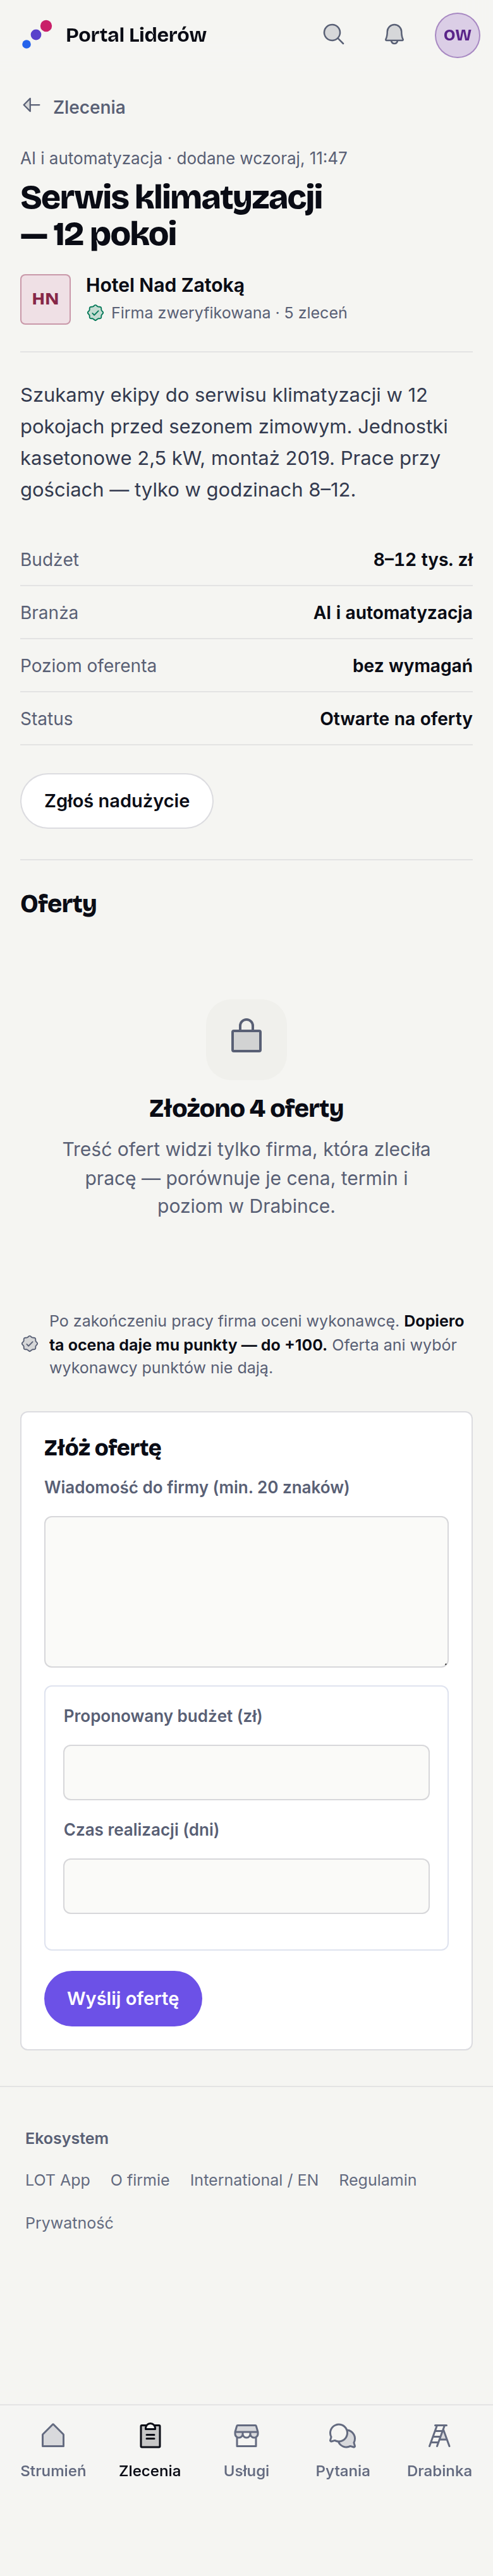 Portal Liderów
OW
Zlecenia
AI i automatyzacja · dodane wczoraj, 11:47
Serwis klimatyzacji
— 12 pokoi
HN
Hotel Nad Zatoką
Firma zweryfikowana · 5 zleceń
Szukamy ekipy do serwisu klimatyzacji w 12
pokojach przed sezonem zimowym. Jednostki
kasetonowe 2,5 kW, montaż 2019. Prace przy
gościach — tylko w godzinach 8–12.
Budżet 8–12 tys. zł
Branża AI i automatyzacja
Poziom oferenta bez wymagań
Status Otwarte na oferty
Zgłoś nadużycie
Oferty
Złożono 4 oferty
Treść ofert widzi tylko firma, która zleciła
pracę — porównuje je cena, termin i
poziom w Drabince.
Po zakończeniu pracy firma oceni wykonawcę. Dopiero
ta ocena daje mu punkty — do +100. Oferta ani wybór
wykonawcy punktów nie dają.
Złóż ofertę
Wiadomość do firmy (min. 20 znaków)
Proponowany budżet (zł)
Czas realizacji (dni)
Wyślij ofertę
Ekosystem
LOT App O firmie International / EN Regulamin
Prywatność
Strumień Zlecenia Usługi Pytania Drabinka